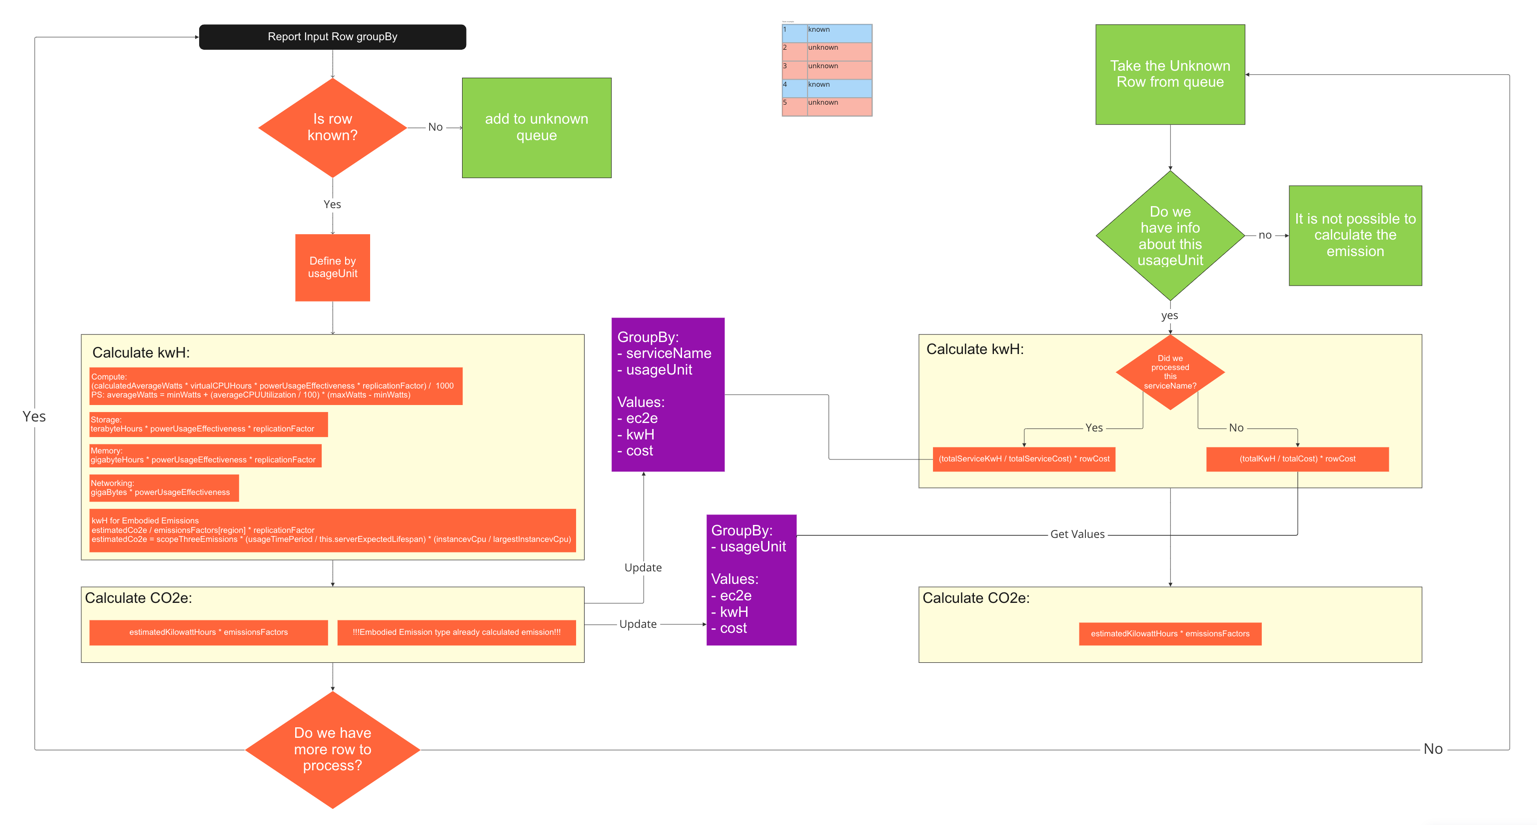 Report Input Row groupBy
Is row
known?
No
add to unknown
queue
Yes
Define by
usageUnit
Calculate kwH:
Compute:
(calculatedAverageWatts * virtualCPUHours * powerUsageEffectiveness * replicationFactor) / 1000
PS: averageWatts = minWatts + (averageCPUUtilization / 100) * (maxWatts - minWatts)
Storage:
terabyteHours * powerUsageEffectiveness * replicationFactor
Memory:
gigabyteHours * powerUsageEffectiveness * replicationFactor
Networking:
gigaBytes * powerUsageEffectiveness
kwH for Embodied Emissions
estimatedCo2e / emissionsFactors[region] * replicationFactor
estimatedCo2e = scopeThreeEmissions * (usageTimePeriod / this.serverExpectedLifespan) * (instancevCpu / largestInstancevCpu)
Calculate CO2e:
estimatedKilowattHours * emissionsFactors
!!!Embodied Emission type already calculated emission!!!
Do we have
more row to
process?
Yes
No
Update
Update
GroupBy:
- serviceName
- usageUnit
Values:
- ec2e
- kwH
- cost
GroupBy:
- usageUnit
Values:
- ec2e
- kwH
- cost
1 known
2 unknown
3 unknown
4 known
5 unknown
Take the Unknown
Row from queue
Do we
have info
about this
usageUnit
no
It is not possible to
calculate the
emission
yes
Calculate kwH:
Did we
processed
this
serviceName?
Yes
No
(totalServiceKwH / totalServiceCost) * rowCost
(totalKwH / totalCost) * rowCost
Get Values
Calculate CO2e:
estimatedKilowattHours * emissionsFactors